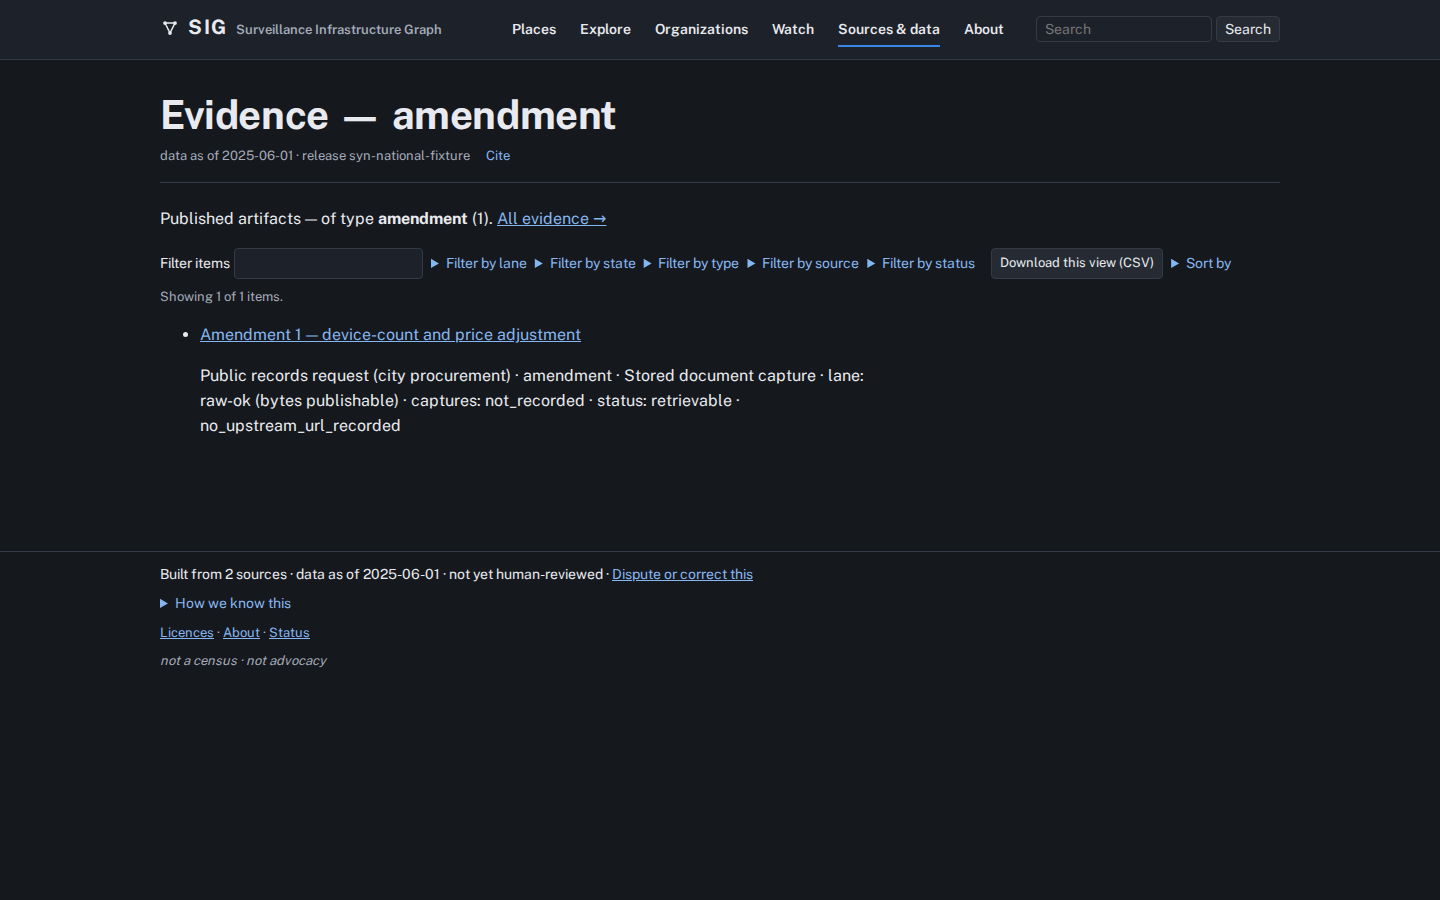 SIG Surveillance Infrastructure Graph Places Explore Organizations Watch Sources & data About Search Search
Evidence — amendment
data as of 2025-06-01 · release syn-national-fixture Cite
Published artifacts — of type amendment (1). All evidence →
Filter items ▶ Filter by lane ▶ Filter by state ▶ Filter by type ▶ Filter by source ▶ Filter by status Download this view (CSV) ▶ Sort by
Showing 1 of 1 items.
• Amendment 1 — device-count and price adjustment
Public records request (city procurement) · amendment · Stored document capture · lane:
raw-ok (bytes publishable) · captures: not_recorded · status: retrievable ·
no_upstream_url_recorded
Built from 2 sources · data as of 2025-06-01 · not yet human-reviewed · Dispute or correct this
▶ How we know this
Licences · About · Status
not a census · not advocacy